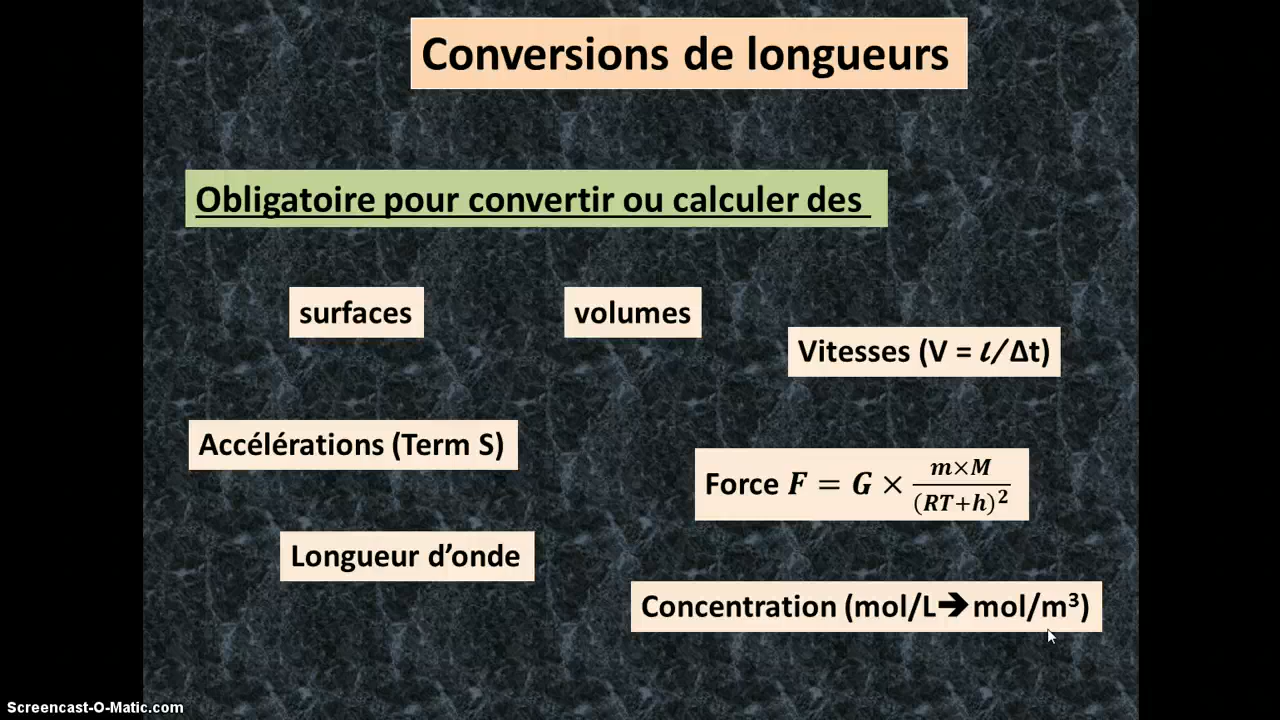 Conversions de longueurs
Obligatoire pour convertir ou calculer des
surfaces
volumes
Vitesses (V = 𝓵/Δt)
Accélérations (Term S)
Force F = G × m×M / (RT+h)²
Longueur d’onde
Concentration (mol/L➔mol/m³)
Screencast-O-Matic.com